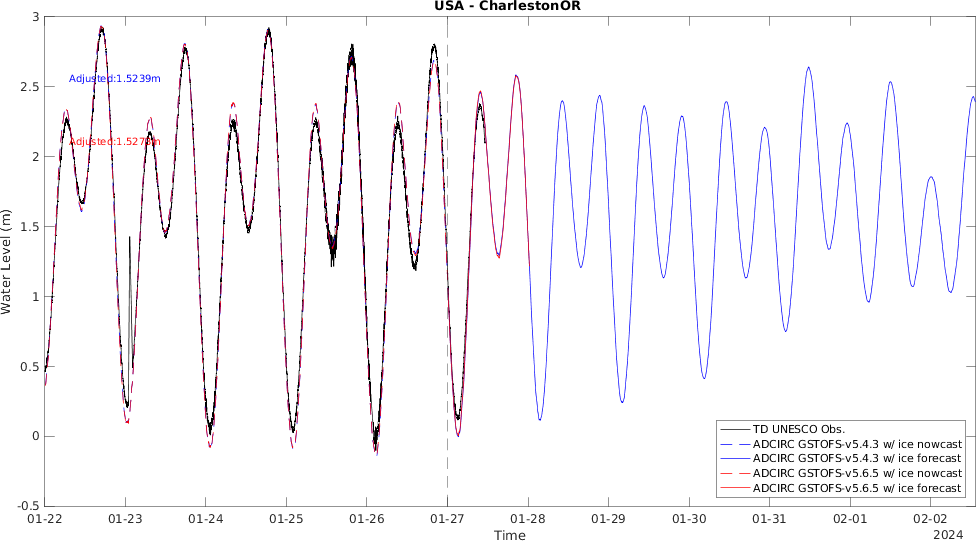 USA - CharlestonOR
3
2.5
2
1.5
1
0.5
0
-0.5
Water Level (m)
Adjusted:1.5239m
Adjusted:1.5278m
TD UNESCO Obs.
ADCIRC GSTOFS-v5.4.3 w/ ice nowcast
ADCIRC GSTOFS-v5.4.3 w/ ice forecast
ADCIRC GSTOFS-v5.6.5 w/ ice nowcast
ADCIRC GSTOFS-v5.6.5 w/ ice forecast
01-22 01-23 01-24 01-25 01-26 01-27 01-28 01-29 01-30 01-31 02-01 02-02
Time 2024